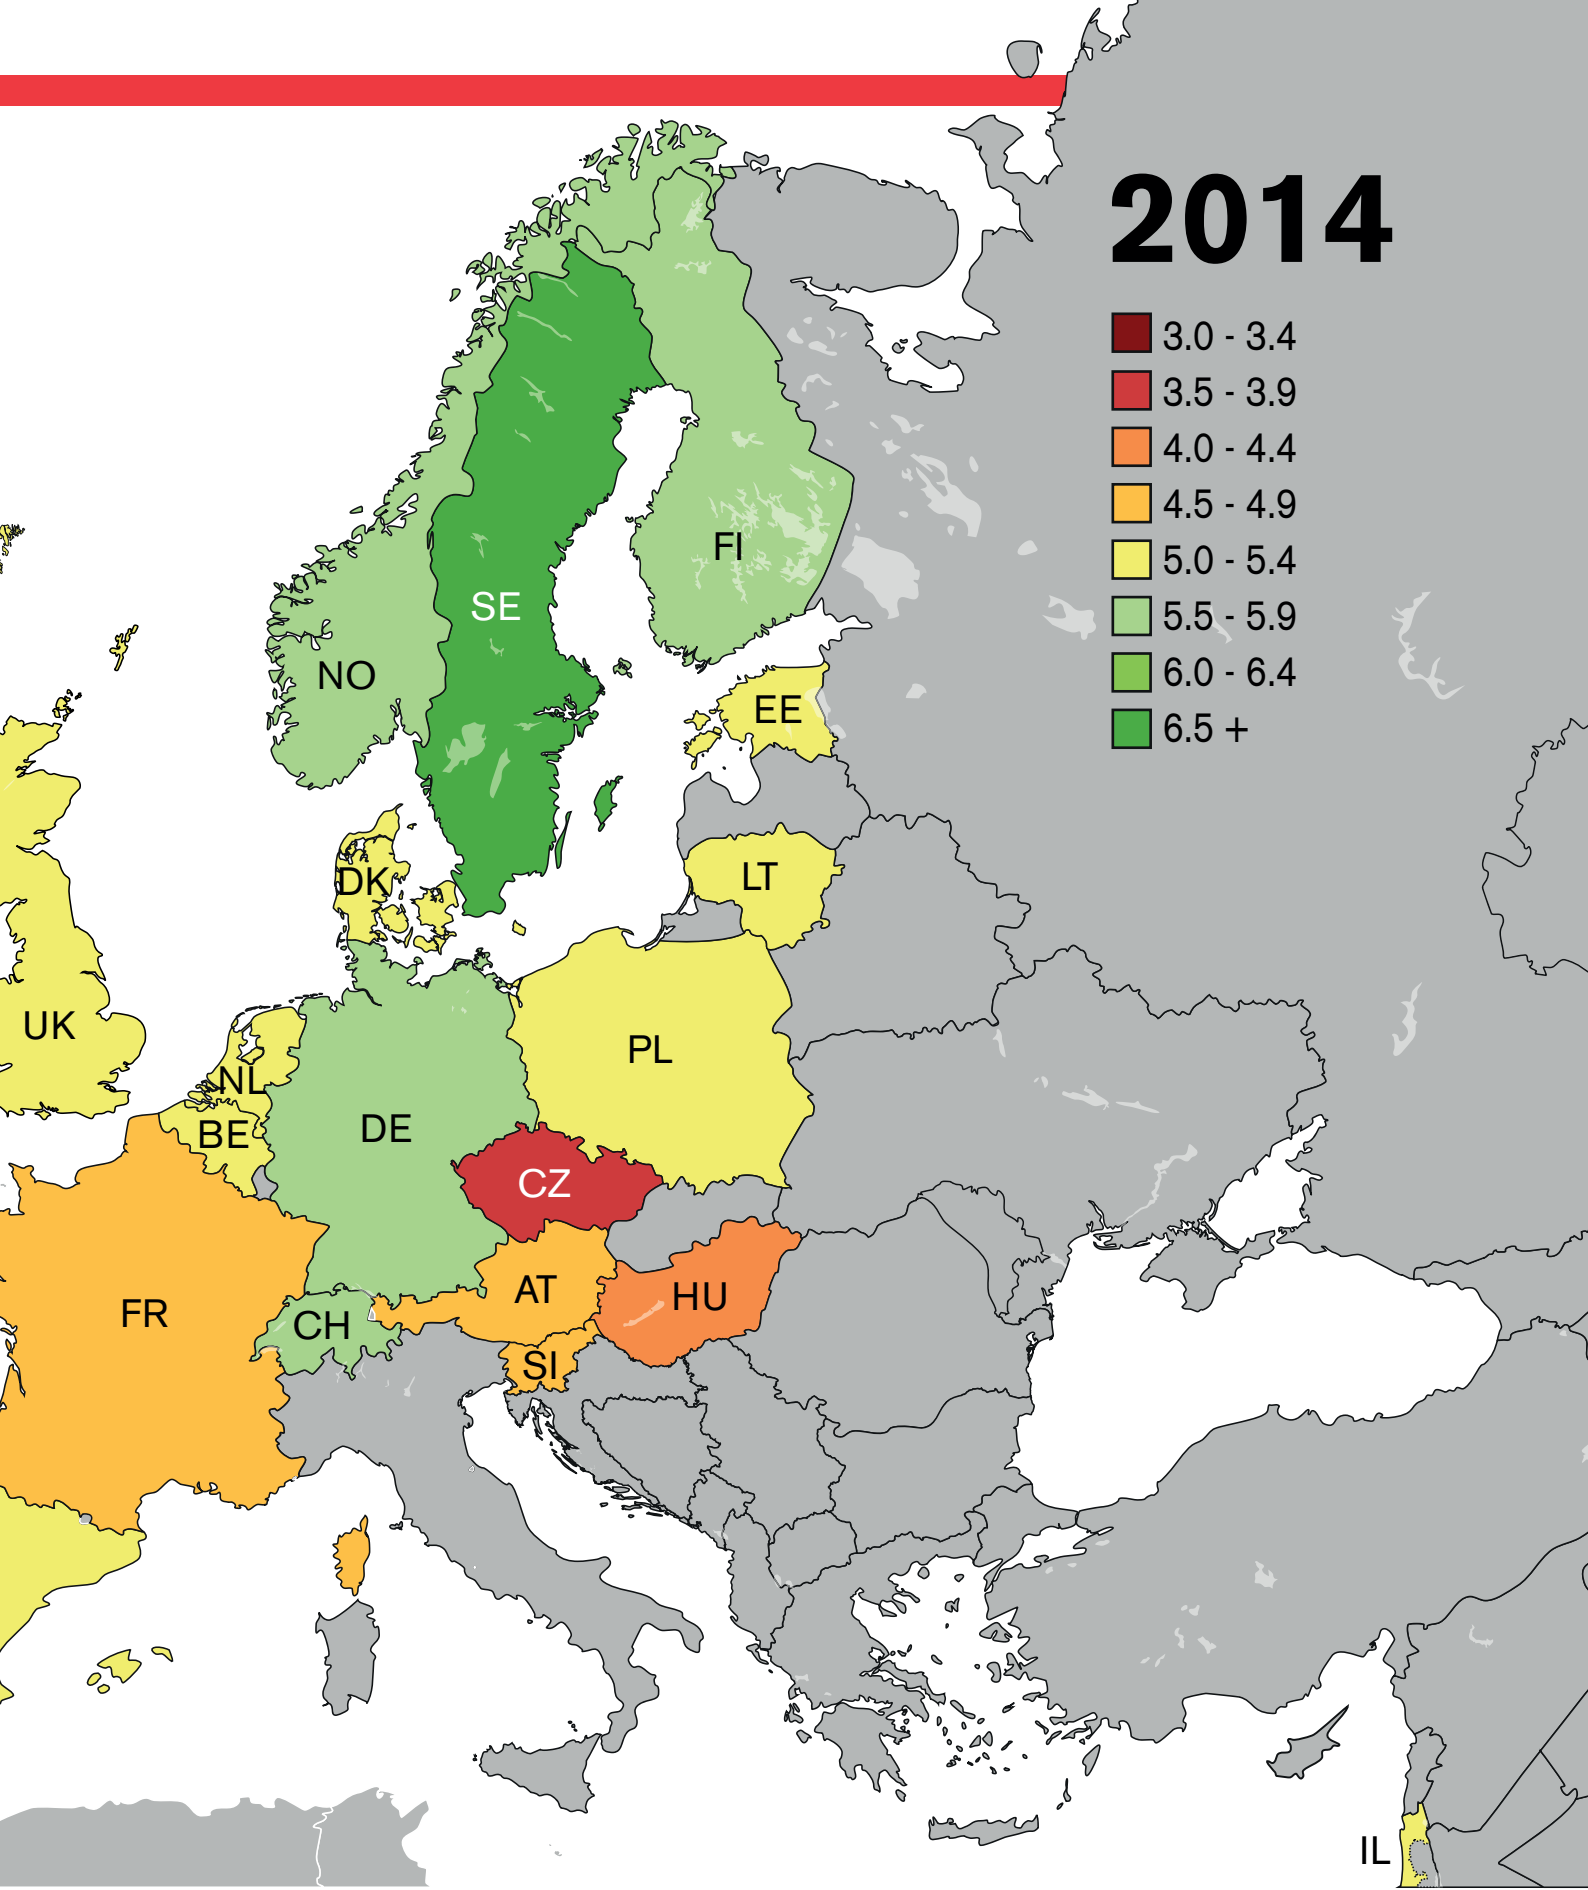 2014
3.0 - 3.4
3.5 - 3.9
4.0 - 4.4
4.5 - 4.9
5.0 - 5.4
5.5 - 5.9
6.0 - 6.4
6.5 +
FI
SE
NO
EE
LT
DK
UK
PL
NL
BE
DE
CZ
AT
HU
FR
CH
SI
IL